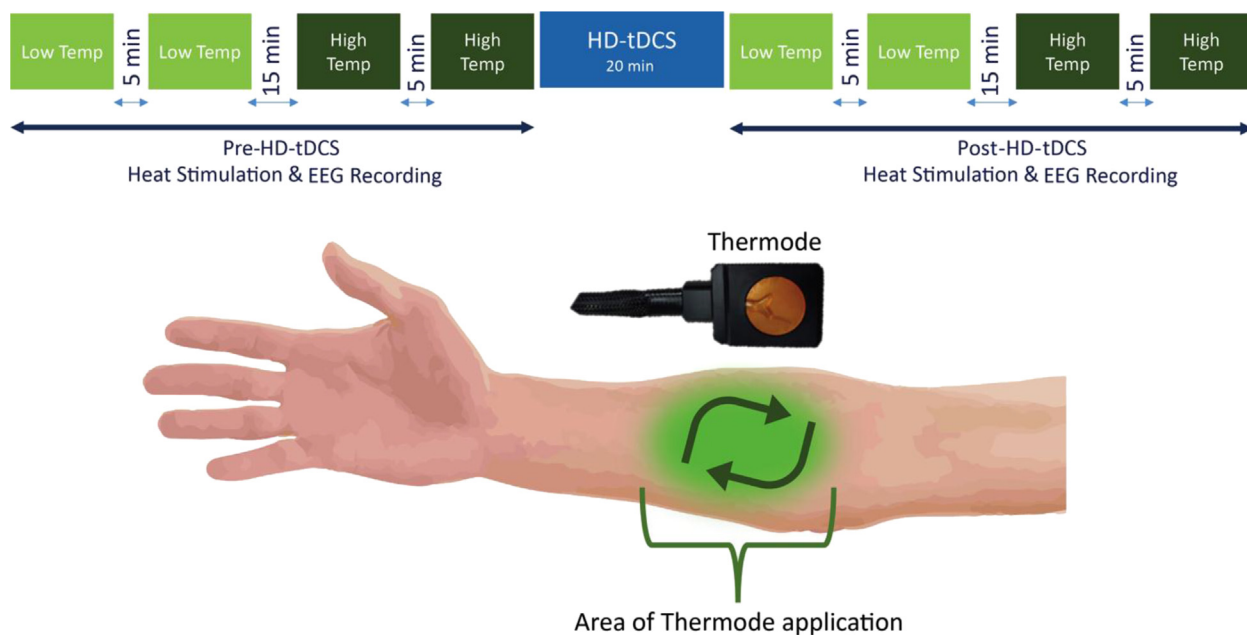 Low Temp
5 min
Low Temp
15 min
High
Temp
5 min
High
Temp
HD-tDCS
20 min
Low Temp
5 min
Low Temp
15 min
High
Temp
5 min
High
Temp
Pre-HD-tDCS
Heat Stimulation & EEG Recording
Post-HD-tDCS
Heat Stimulation & EEG Recording
Thermode
Area of Thermode application